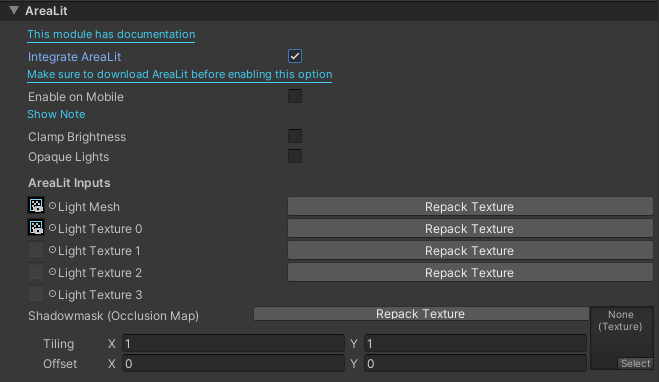 AreaLit
This module has documentation
Integrate AreaLit
Make sure to download AreaLit before enabling this option
Enable on Mobile
Show Note
Clamp Brightness
Opaque Lights
AreaLit Inputs
Light Mesh Repack Texture
Light Texture 0 Repack Texture
Light Texture 1 Repack Texture
Light Texture 2 Repack Texture
Light Texture 3
Shadowmask (Occlusion Map) Repack Texture
None
(Texture)
Tiling X 1 Y 1
Offset X 0 Y 0
Select